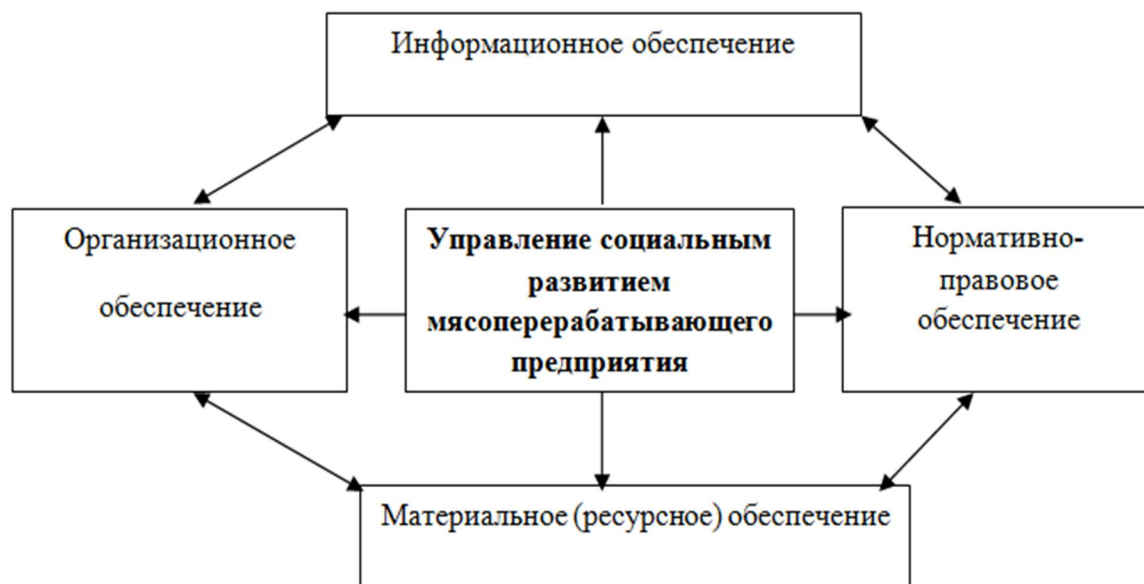 Информационное обеспечение
Организационное
обеспечение
Управление социальным
развитием
мясоперерабатывающего
предприятия
Нормативно-
правовое
обеспечение
Материальное (ресурсное) обеспечение